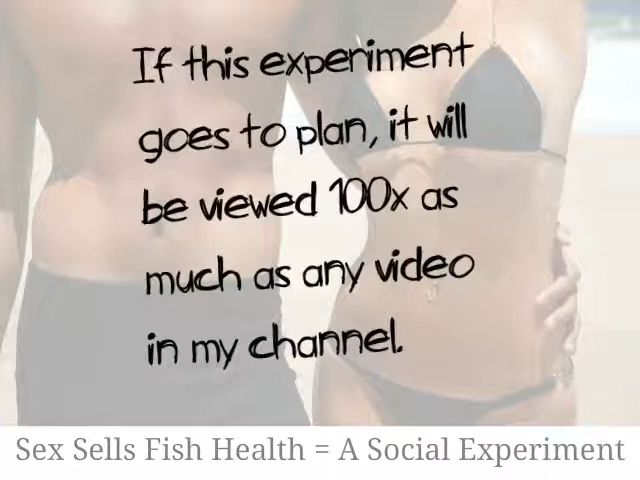 If this experiment
goes to plan, it will
be viewed 100x as
much as any video
in my channel.
Sex Sells Fish Health = A Social Experiment